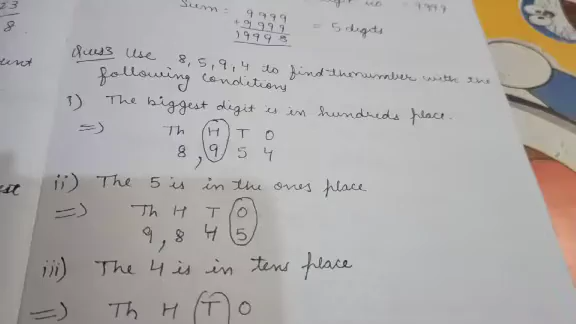 23
8
Sum = 9999
+9999 = 5 digits
19998
= 9999
Ques3 Use 8, 5, 9, 4 to find the number with the
following conditions
i) The biggest digit is in hundreds place.
=) Th H T O
8, 9 5 4
ii) The 5 is in the ones place
=) Th H T O
9, 8 4 5
iii) The 4 is in tens place
=) Th H T O